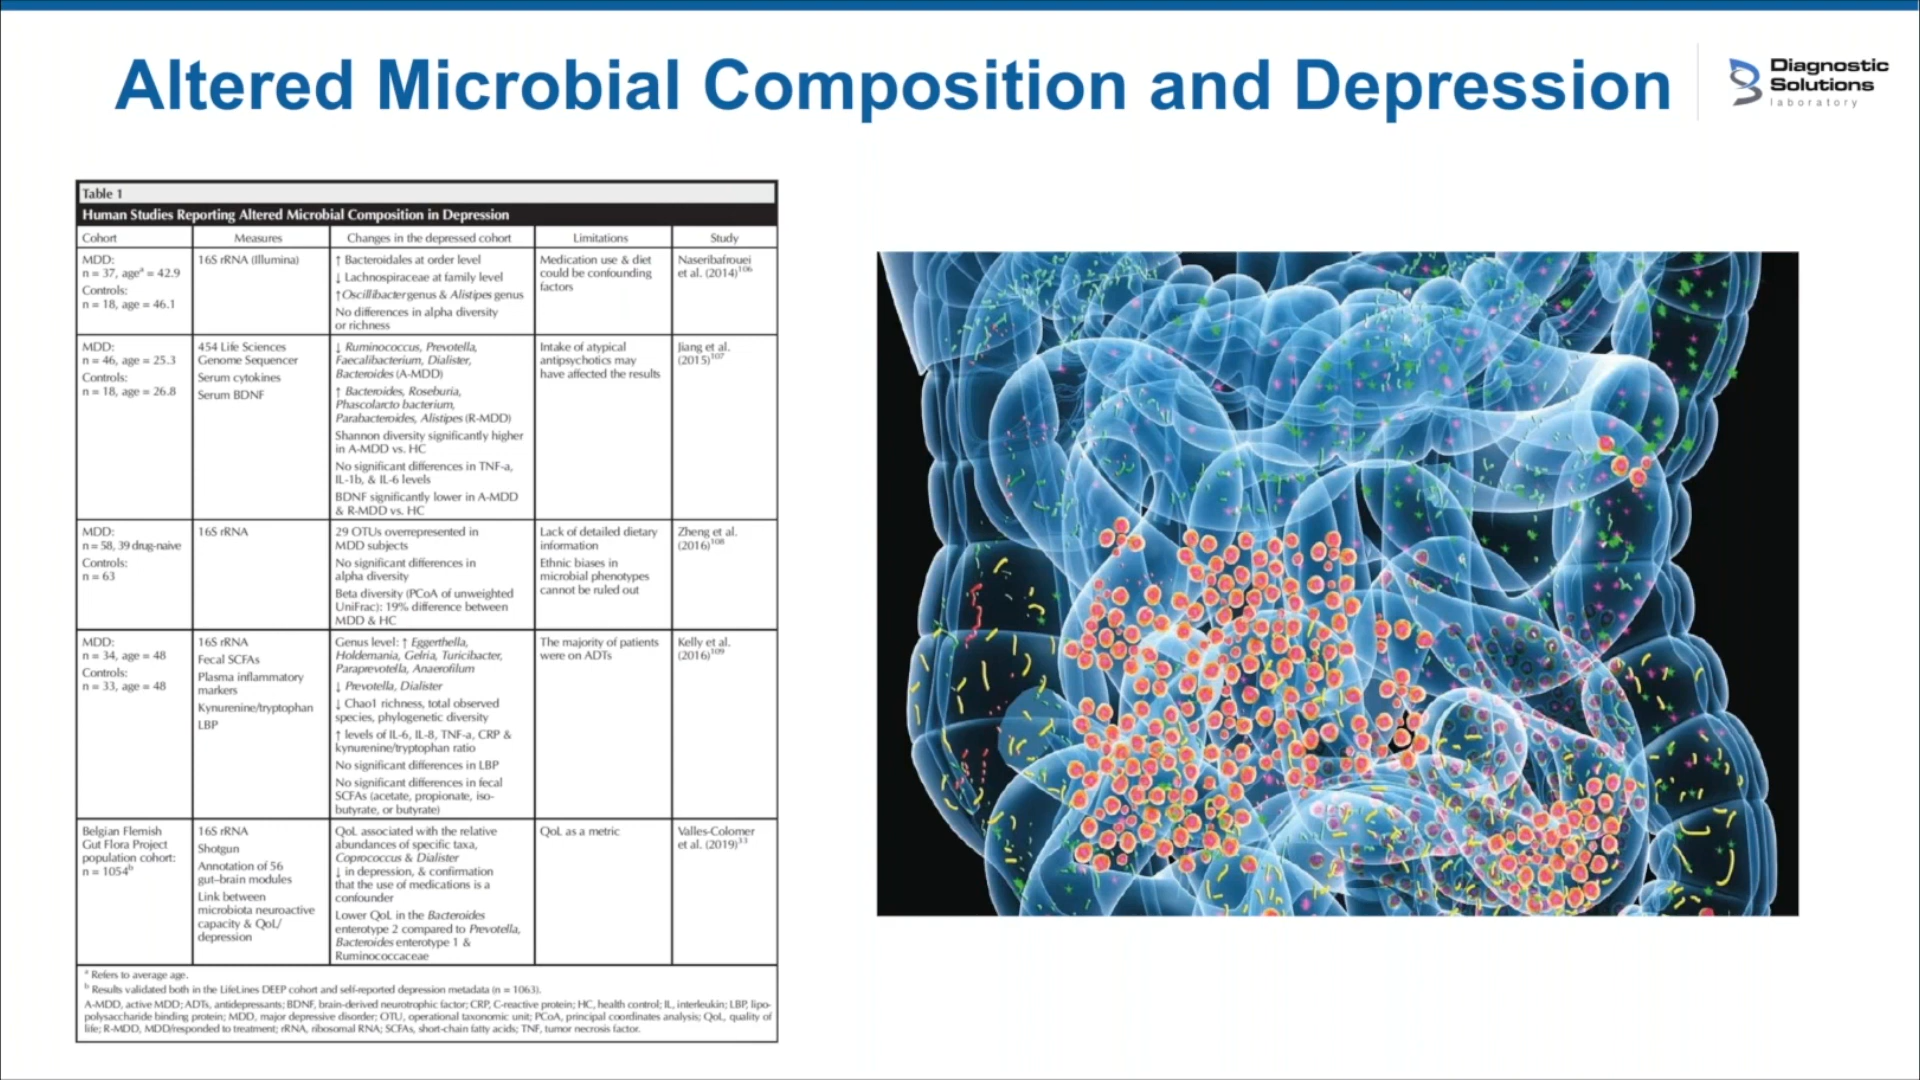 Altered Microbial Composition and Depression
Diagnostic
Solutions
laboratory
Table 1
Human Studies Reporting Altered Microbial Composition in Depression
Cohort
Measures
Changes in the depressed cohort
Limitations
Study
MDD:
n = 37, ageᵃ = 42.9
Controls:
n = 18, age = 46.1
16S rRNA (Illumina)
↑ Bacteroidales at order level
↓ Lachnospiraceae at family level
↑ Oscillibacter genus & Alistipes genus
No differences in alpha diversity
or richness
Medication use & diet
could be confounding
factors
Naseribafrouei
et al. (2014)¹⁰⁶
MDD:
n = 46, age = 25.3
Controls:
n = 18, age = 26.8
454 Life Sciences
Genome Sequencer
Serum cytokines
Serum BDNF
↓ Ruminococcus, Prevotella,
Faecalibacterium, Dialister,
Bacteroides (A-MDD)
↑ Bacteroides, Roseburia,
Phascolarcto bacterium,
Parabacteroides, Alistipes (R-MDD)
Shannon diversity significantly higher
in A-MDD vs. HC
No significant differences in TNF-a,
IL-1b, & IL-6 levels
BDNF significantly lower in A-MDD
& R-MDD vs. HC
Intake of atypical
antipsychotics may
have affected the results
Jiang et al.
(2015)¹⁰⁷
MDD:
n = 58, 39 drug-naive
Controls:
n = 63
16S rRNA
29 OTUs overrepresented in
MDD subjects
No significant differences in
alpha diversity
Beta diversity (PCoA of unweighted
UniFrac): 19% difference between
MDD & HC
Lack of detailed dietary
information
Ethnic biases in
microbial phenotypes
cannot be ruled out
Zheng et al.
(2016)¹⁰⁸
MDD:
n = 34, age = 48
Controls:
n = 33, age = 48
16S rRNA
Fecal SCFAs
Plasma inflammatory
markers
Kynurenine/tryptophan
LBP
Genus level: ↑ Eggerthella,
Holdemania, Gelria, Turicibacter,
Paraprevotella, Anaerofilum
↓ Prevotella, Dialister
↓ Chao1 richness, total observed
species, phylogenetic diversity
↑ levels of IL-6, IL-8, TNF-a, CRP &
kynurenine/tryptophan ratio
No significant differences in LBP
No significant differences in fecal
SCFAs (acetate, propionate, iso-
butyrate, or butyrate)
The majority of patients
were on ADTs
Kelly et al.
(2016)¹⁰⁹
Belgian Flemish
Gut Flora Project
population cohort:
n = 1054ᵇ
16S rRNA
Shotgun
Annotation of 56
gut–brain modules
Link between
microbiota neuroactive
capacity & QoL/
depression
QoL associated with the relative
abundances of specific taxa,
Coprococcus & Dialister
↓ in depression, & confirmation
that the use of medications is a
confounder
Lower QoL in the Bacteroides
enterotype 2 compared to Prevotella,
Bacteroides enterotype 1 &
Ruminococcaceae
QoL as a metric
Valles-Colomer
et al. (2019)³³
ᵃ Refers to average age.
ᵇ Results validated both in the LifeLines DEEP cohort and self-reported depression metadata (n = 1063).
A-MDD, active MDD; ADTs, antidepressants; BDNF, brain-derived neurotrophic factor; CRP, C-reactive protein; HC, health control; IL, interleukin; LBP, lipo-
polysaccharide binding protein; MDD, major depressive disorder; OTU, operational taxonomic unit; PCoA, principal coordinates analysis; QoL, quality of
life; R-MDD, MDD/responded to treatment; rRNA, ribosomal RNA; SCFAs, short-chain fatty acids; TNF, tumor necrosis factor.